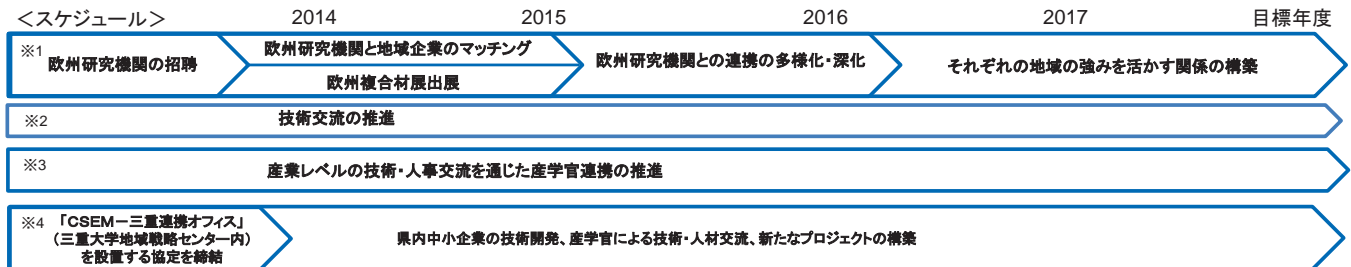 <スケジュール> 2014 2015 2016 2017 目標年度
※1 欧州研究機関の招聘
欧州研究機関と地域企業のマッチング
欧州複合材展出展
欧州研究機関との連携の多様化・深化
それぞれの地域の強みを活かす関係の構築
※2 技術交流の推進
※3 産業レベルの技術・人事交流を通じた産学官連携の推進
※4 「CSEM-三重連携オフィス」
(三重大学地域戦略センター内)
を設置する協定を締結
県内中小企業の技術開発、産学官による技術・人材交流、新たなプロジェクトの構築